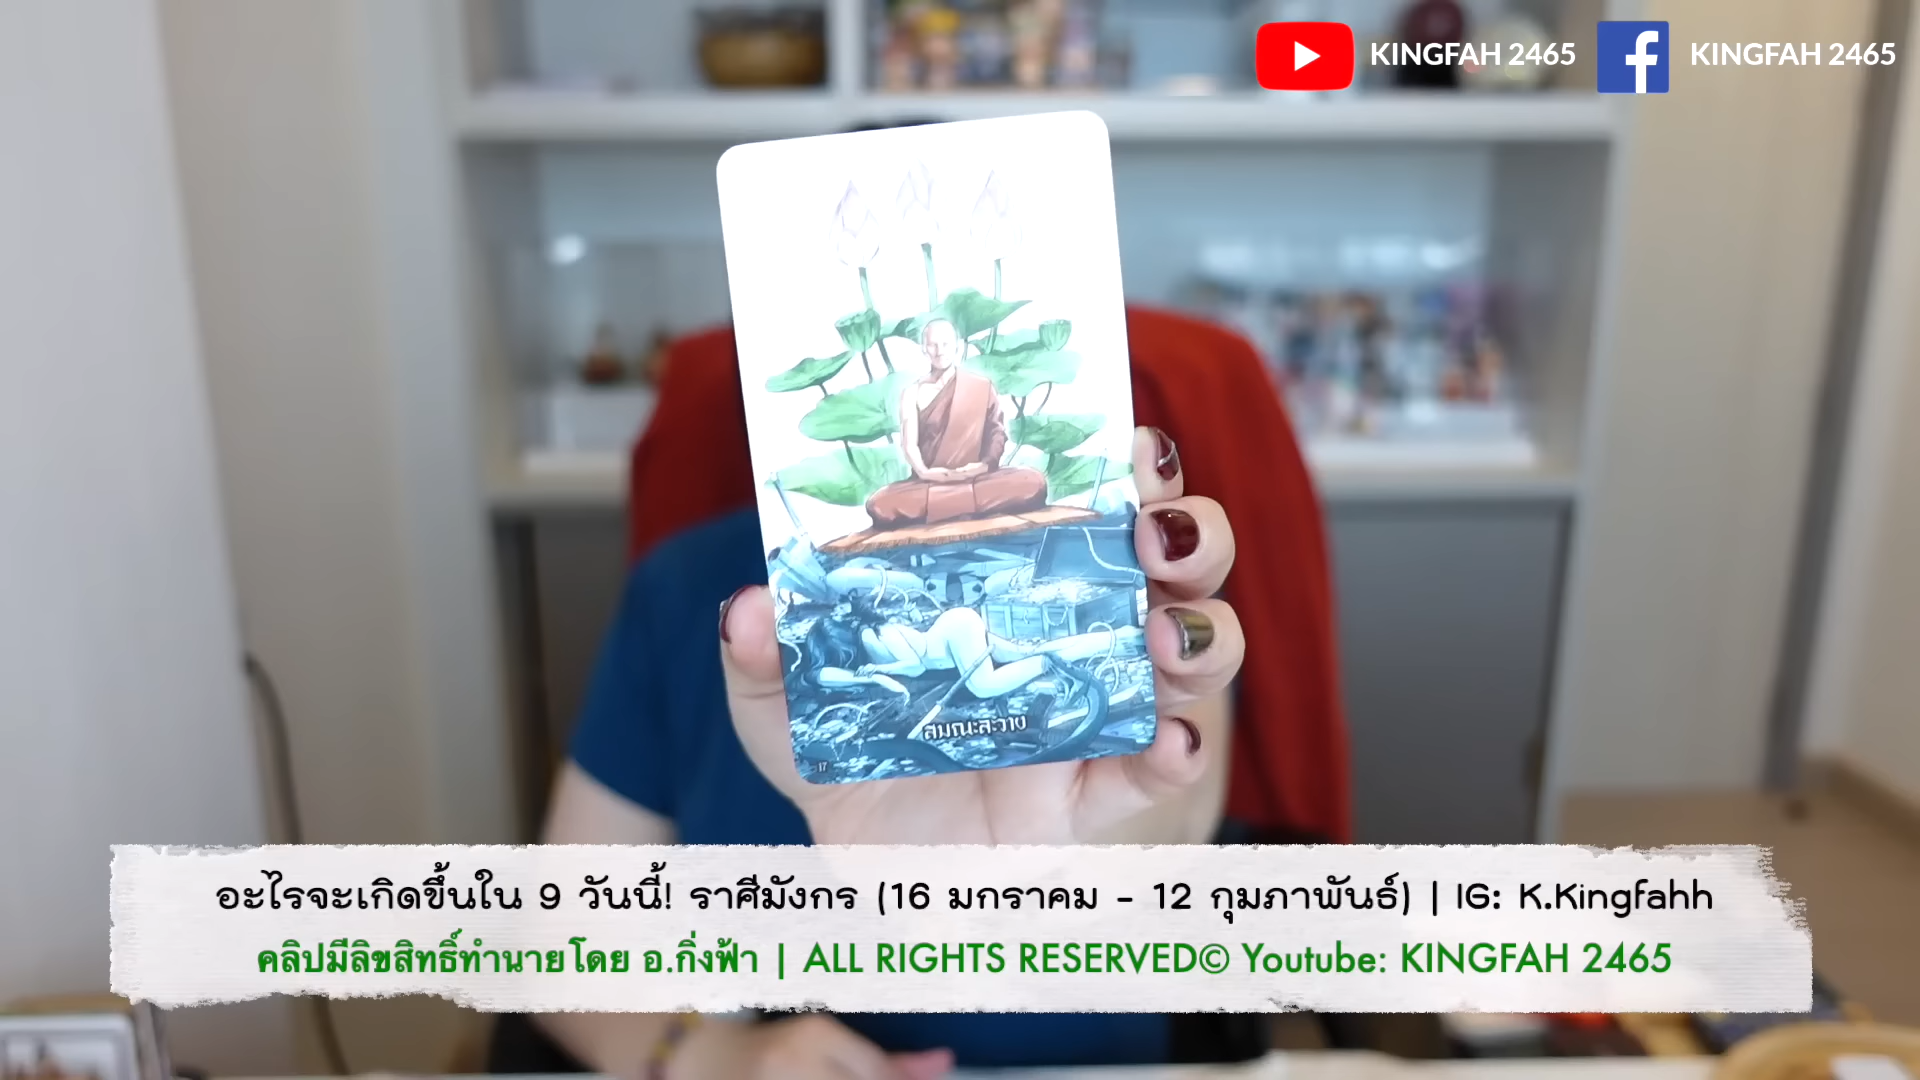 KINGFAH 2465
KINGFAH 2465
สมณะสะวาง
17
อะไรจะเกิดขึ้นใน 9 วันนี้! ราศีมังกร (16 มกราคม - 12 กุมภาพันธ์) | IG: K.Kingfahh
คลิปมีลิขสิทธิ์ทำนายโดย อ.กิ่งฟ้า | ALL RIGHTS RESERVED© Youtube: KINGFAH 2465